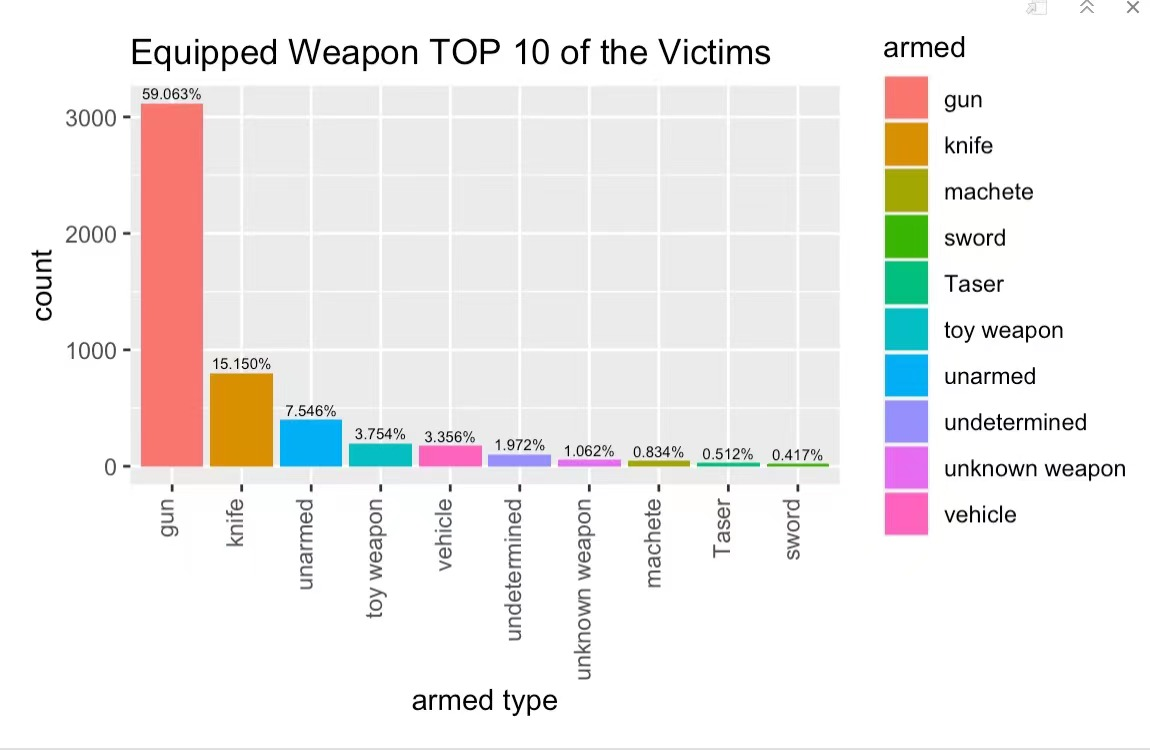 Equipped Weapon TOP 10 of the Victims
59.063%
15.150%
7.546%
3.754%
3.356%
1.972%
1.062%
0.834%
0.512%
0.417%
3000
2000
1000
0
count
gun
knife
unarmed
toy weapon
vehicle
undetermined
unknown weapon
machete
Taser
sword
armed type
armed
gun
knife
machete
sword
Taser
toy weapon
unarmed
undetermined
unknown weapon
vehicle